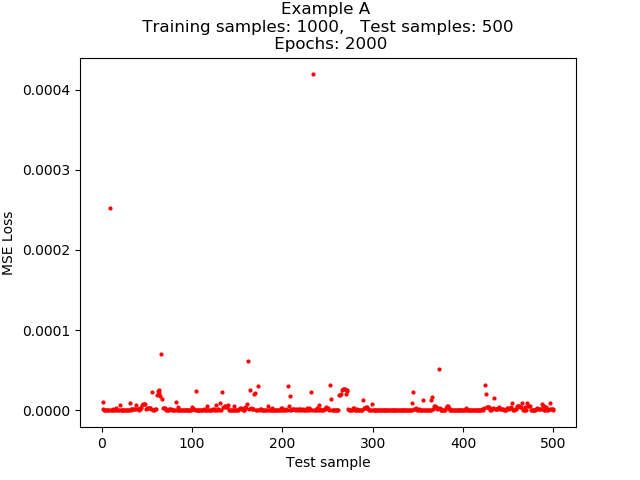 Example A
Training samples: 1000,   Test samples: 500
Epochs: 2000
MSE Loss
0.0004
0.0003
0.0002
0.0001
0.0000
0 100 200 300 400 500
Test sample